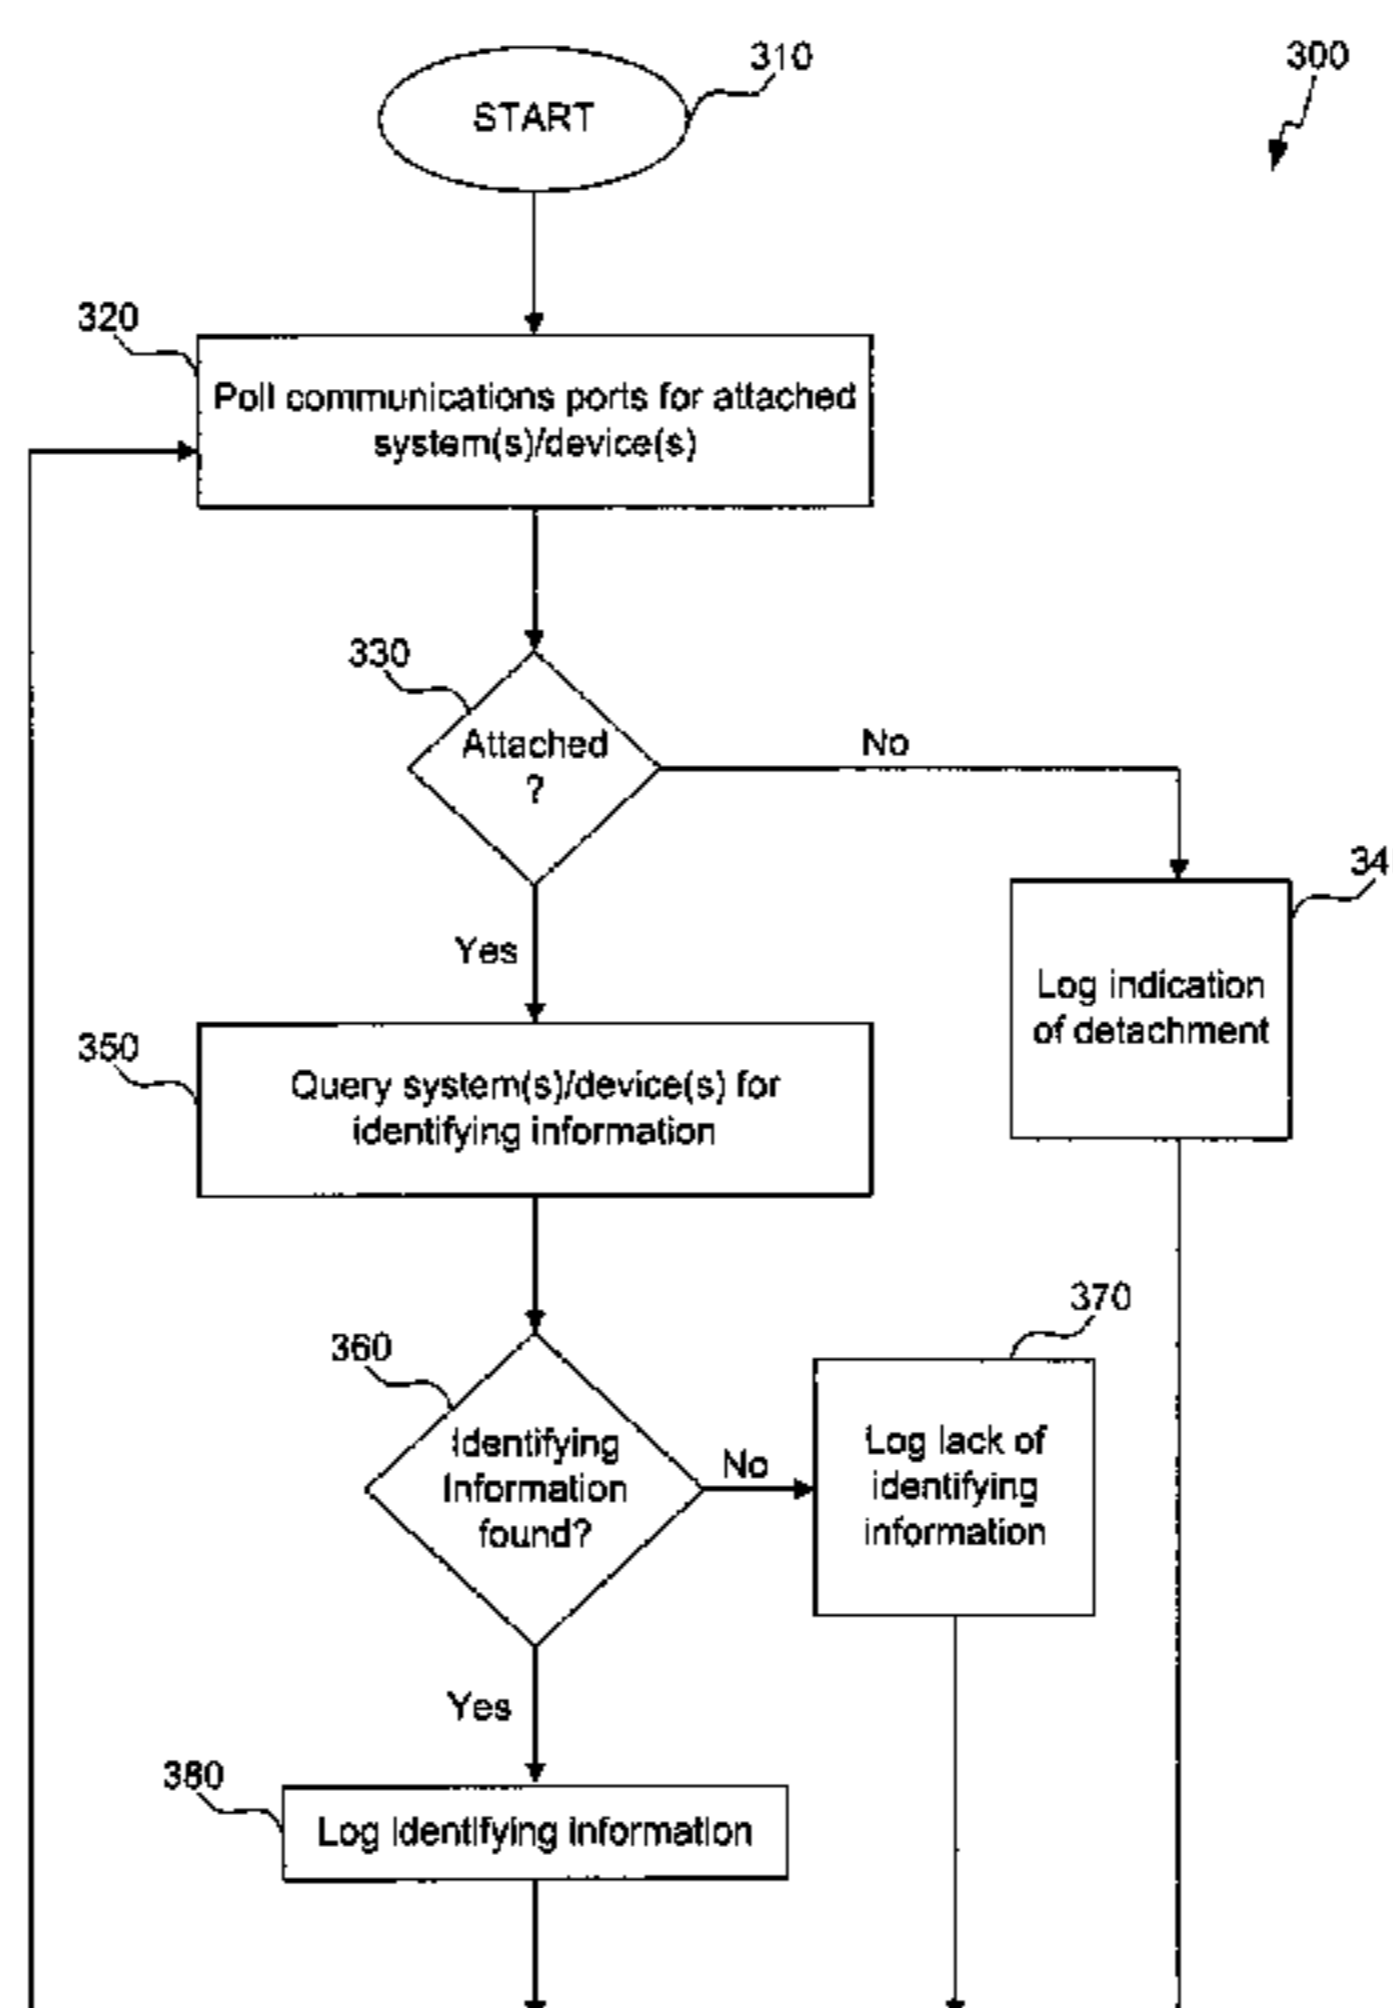 310
300
START
320
Poll communications ports for attached
system(s)/device(s)
330
Attached
?
No
34
Yes
Log indication
of detachment
350
Query system(s)/device(s) for
identifying information
370
360
Identifying
Information
found?
No
Log lack of
identifying
information
Yes
380
Log identifying information